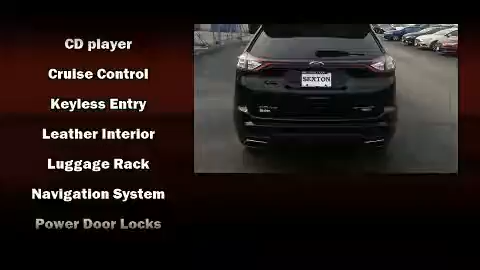 CD player
Cruise Control
Keyless Entry
Leather Interior
Luggage Rack
Navigation System
Power Door Locks
SEXTON